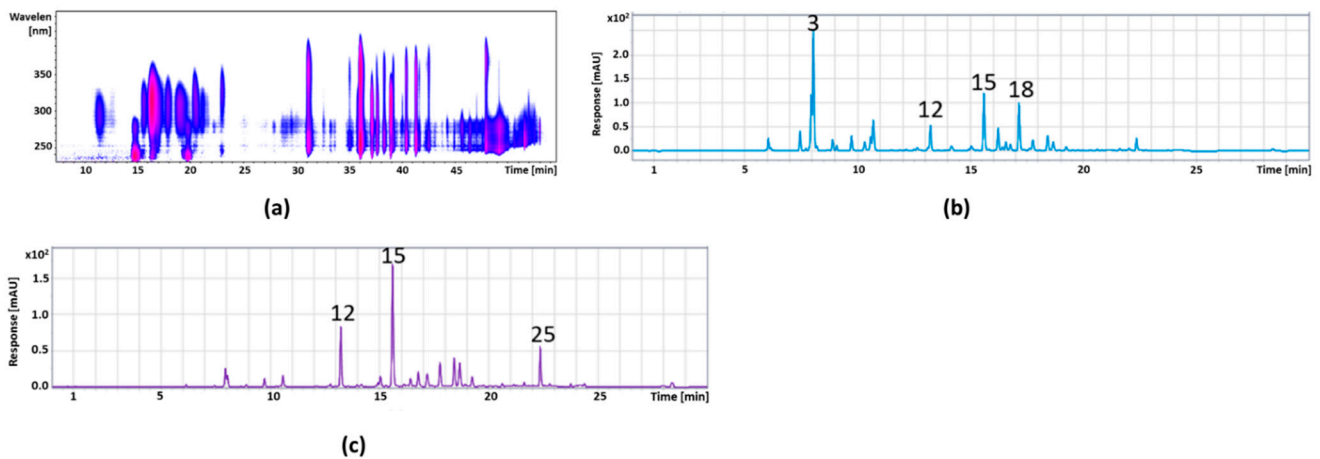 Wavelen
[nm]
350
300
250
10 15 20 25 30 35 40 45 Time [min]
(a)
x10²
Response [mAU]
2.0
1.5
1.0
0.5
0.0
3
12
15
18
1 5 10 15 20 25 Time [min]
(b)
x10²
Response [mAU]
1.5
1.0
0.5
0.0
12
15
25
1 5 10 15 20 25 Time [min]
(c)